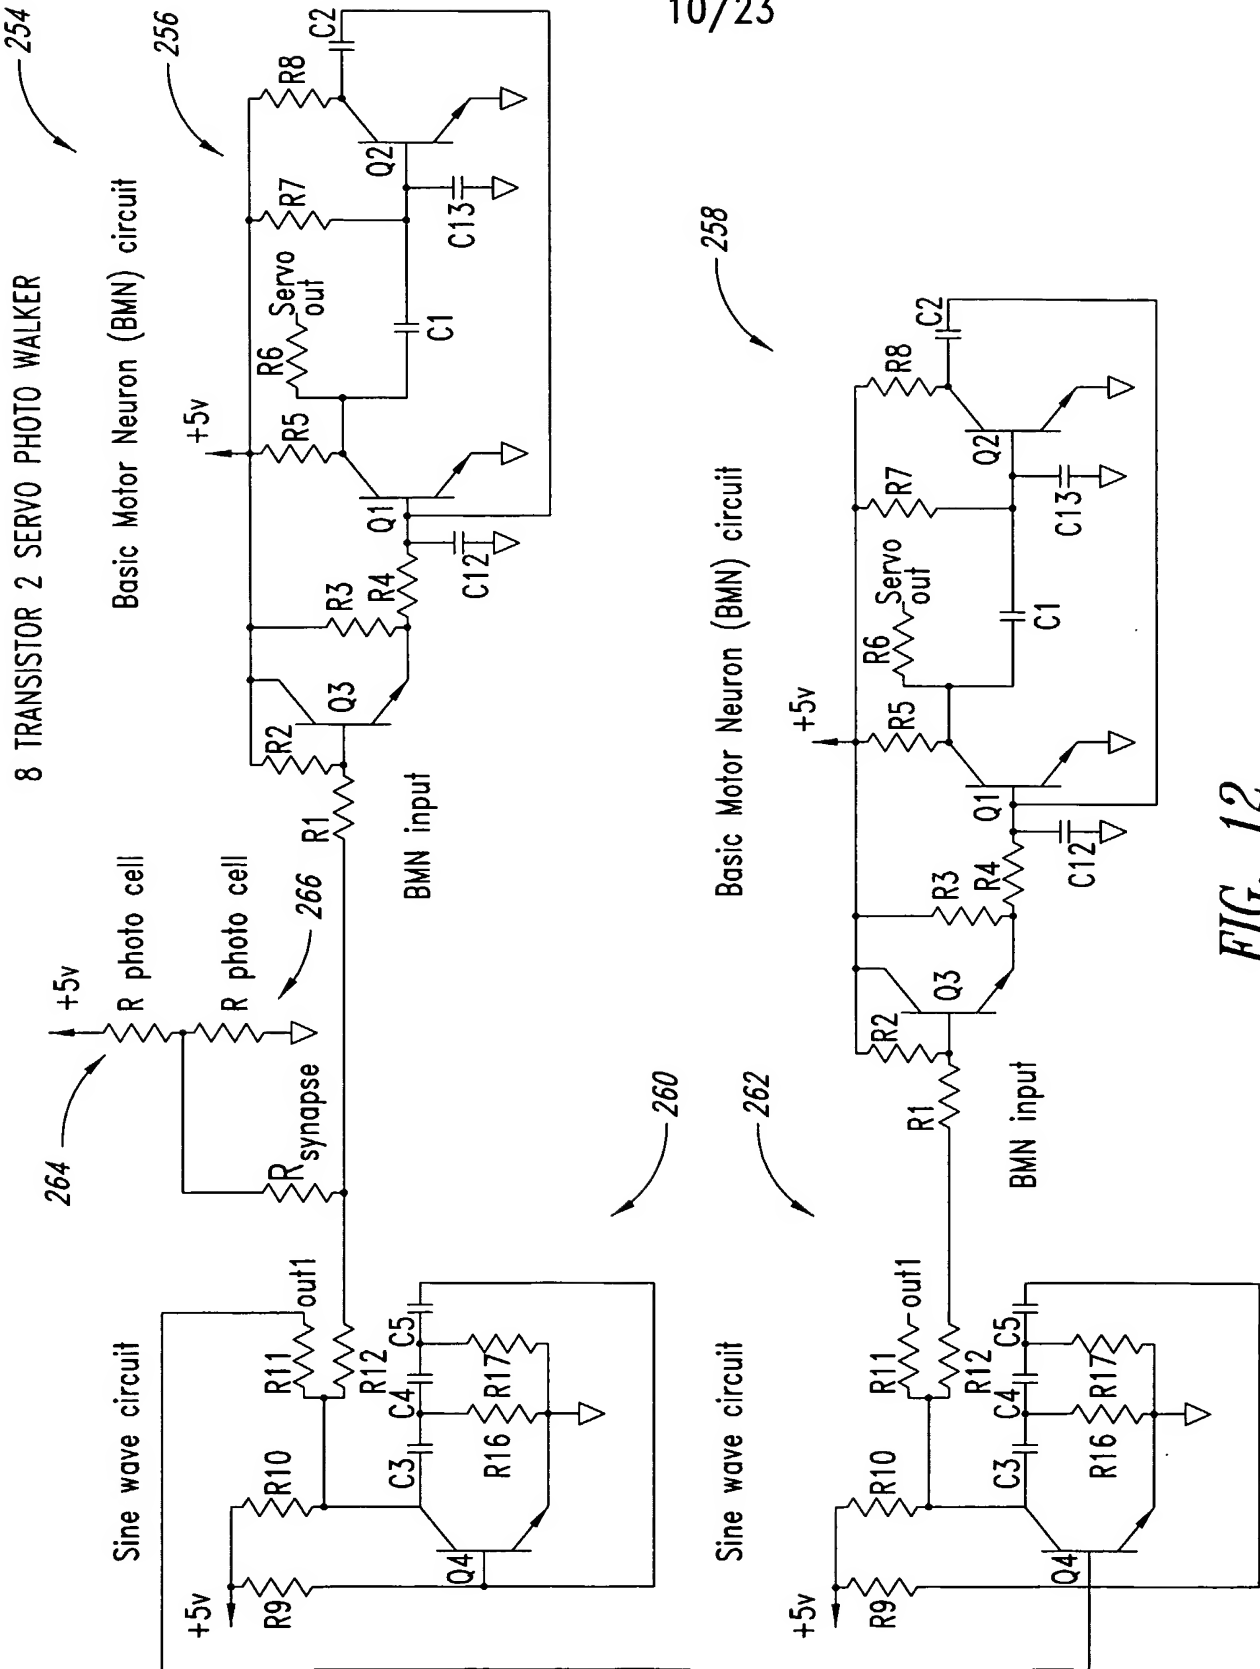 10/23
8 TRANSISTOR 2 SERVO PHOTO WALKER
254
Basic Motor Neuron (BMN) circuit
256
+5v
R photo cell
R photo cell
264
266
R synapse
Sine wave circuit
+5v
R9
R10
R11
out1
R12
Q4
C3
C4
C5
R16
R17
260
BMN input
R1
R2
Q3
R3
R4
C12
+5v
R5
Q1
R6
Servo
out
C1
R7
C13
Q2
R8
C2
Basic Motor Neuron (BMN) circuit
258
Sine wave circuit
262
+5v
R9
R10
R11
out1
R12
Q4
C3
C4
C5
R16
R17
BMN input
R1
R2
Q3
R3
R4
C12
+5v
R5
Q1
R6
Servo
out
C1
R7
C13
Q2
R8
C2
FIG. 12